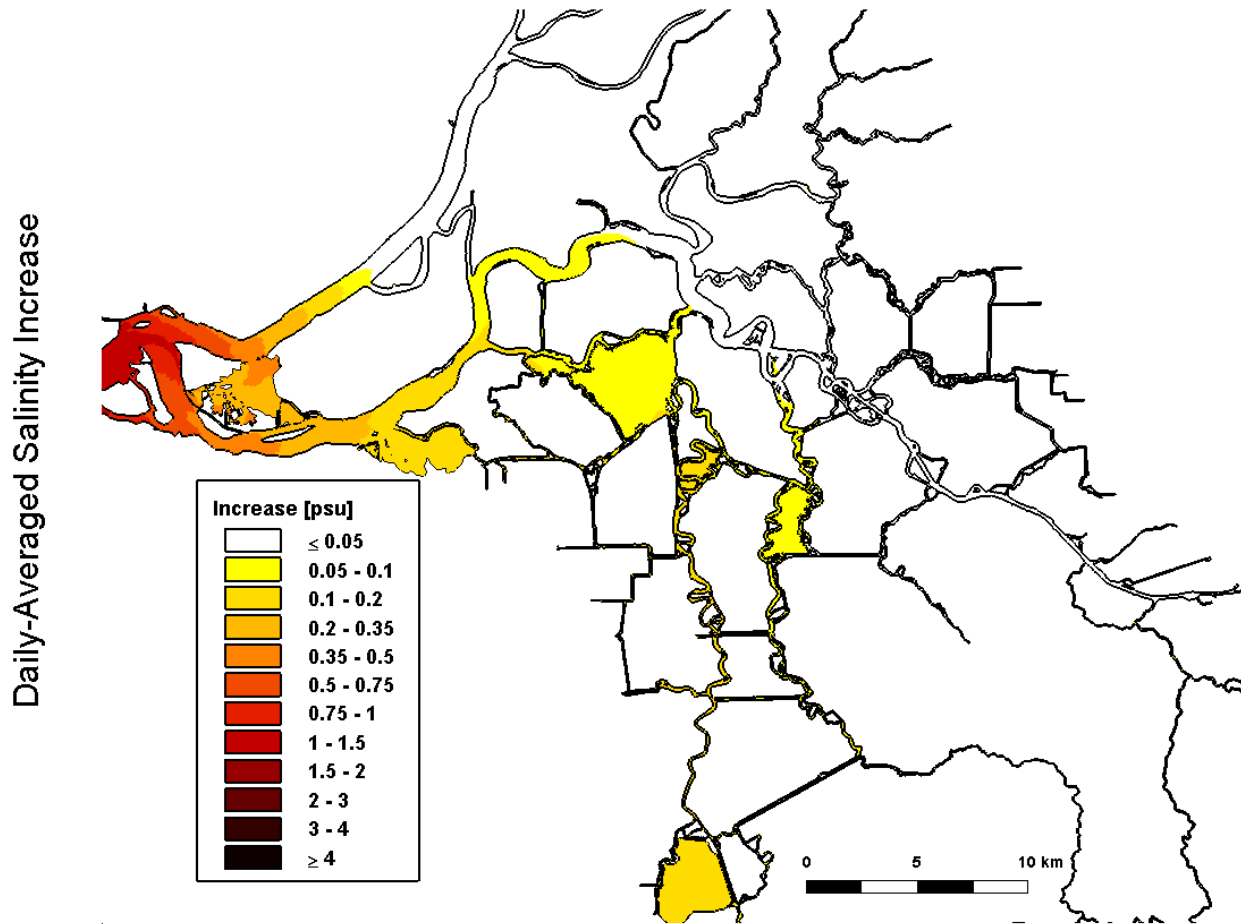 Daily-Averaged Salinity Increase
Increase [psu]
≤ 0.05
0.05 - 0.1
0.1 - 0.2
0.2 - 0.35
0.35 - 0.5
0.5 - 0.75
0.75 - 1
1 - 1.5
1.5 - 2
2 - 3
3 - 4
≥ 4
0 5 10 km